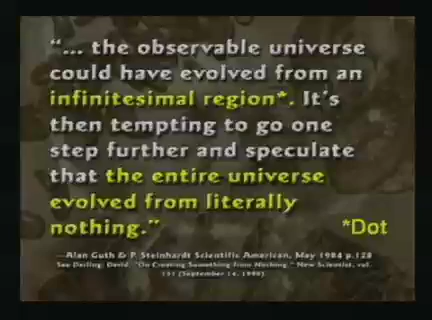 “... the observable universe
could have evolved from an
infinitesimal region*. It's
then tempting to go one
step further and speculate
that the entire universe
evolved from literally
nothing.”
*Dot
—Alan Guth & P. Steinhardt Scientific American, May 1984 p.128
See Darling, David, "On Creating Something from Nothing," New Scientist, vol.
151 (September 14, 1996)